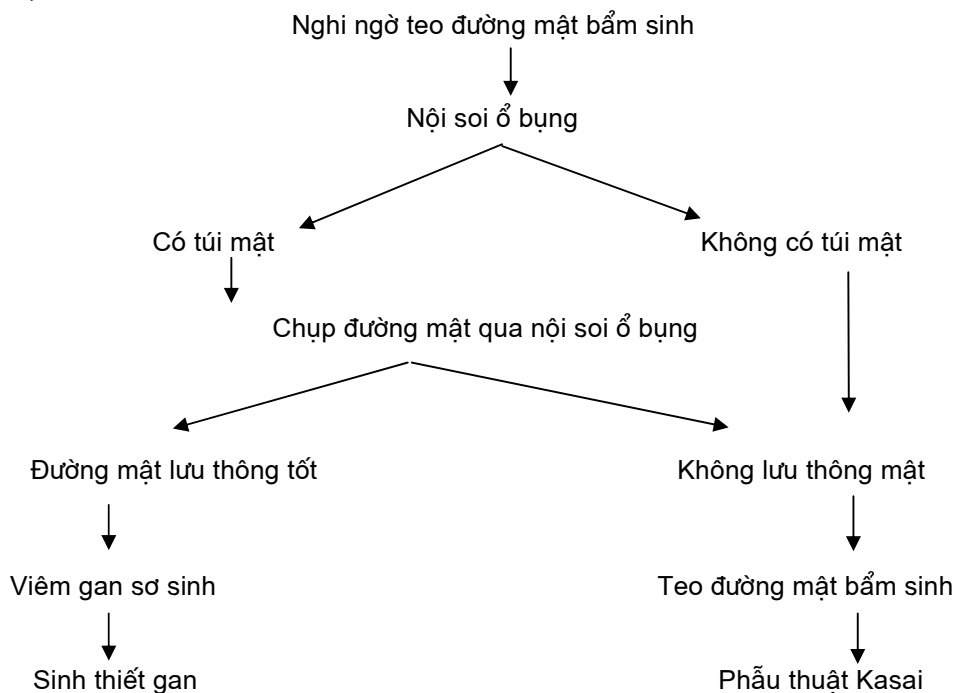 Nghi ngờ teo đường mật bẩm sinh
Nội soi ổ bụng
Có túi mật
Không có túi mật
Chụp đường mật qua nội soi ổ bụng
Đường mật lưu thông tốt
Không lưu thông mật
Viêm gan sơ sinh
Teo đường mật bẩm sinh
Sinh thiết gan
Phẫu thuật Kasai